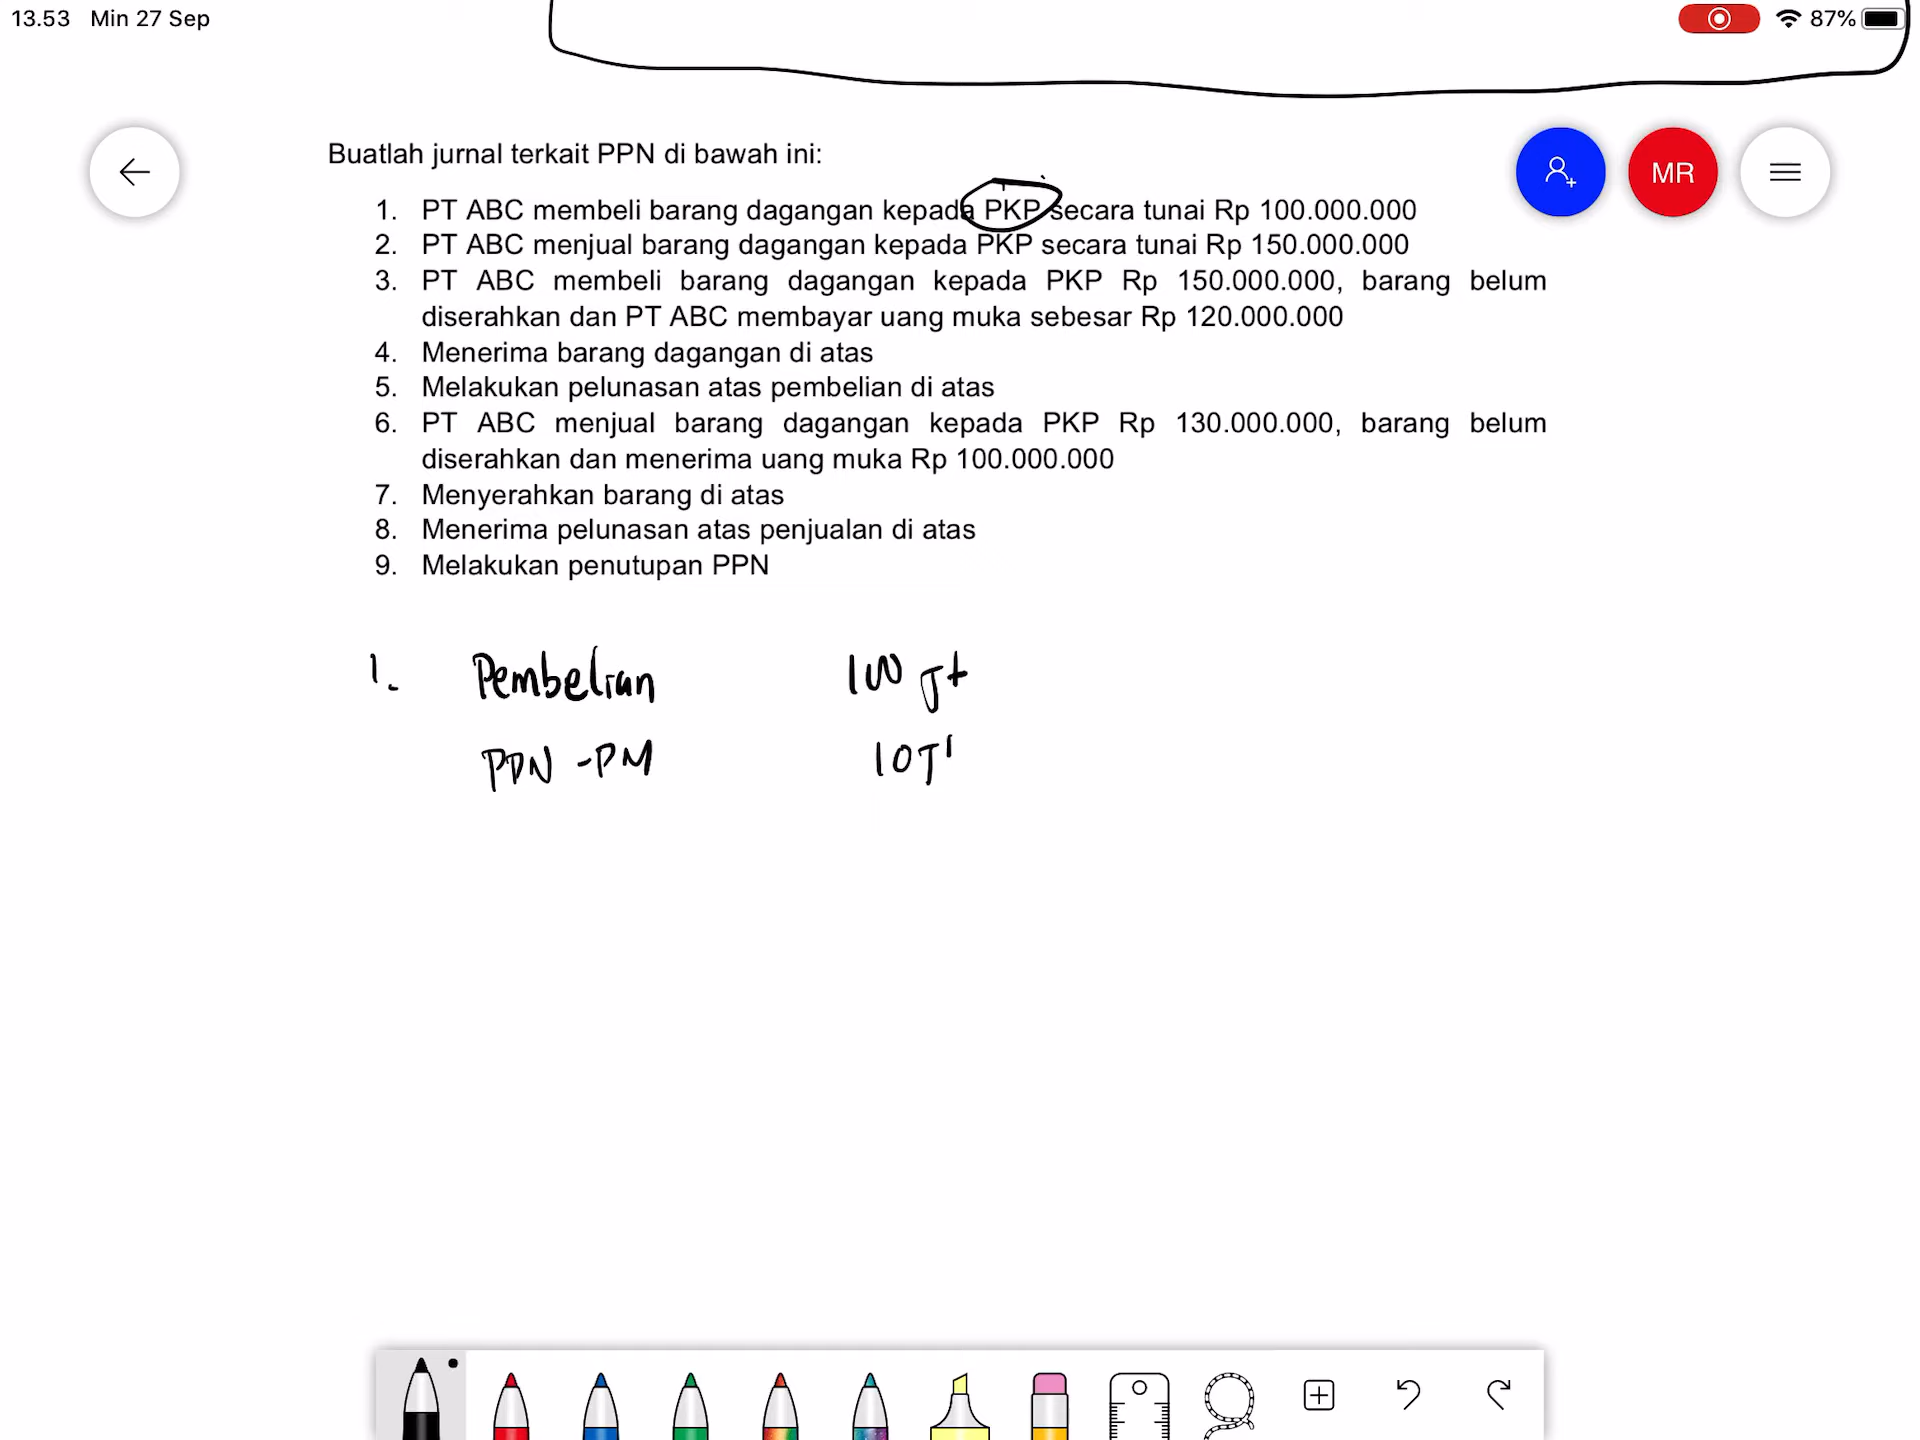 13.53 Min 27 Sep
87%
Buatlah jurnal terkait PPN di bawah ini:
MR
1. PT ABC membeli barang dagangan kepada PKP secara tunai Rp 100.000.000
2. PT ABC menjual barang dagangan kepada PKP secara tunai Rp 150.000.000
3. PT ABC membeli barang dagangan kepada PKP Rp 150.000.000, barang belum
diserahkan dan PT ABC membayar uang muka sebesar Rp 120.000.000
4. Menerima barang dagangan di atas
5. Melakukan pelunasan atas pembelian di atas
6. PT ABC menjual barang dagangan kepada PKP Rp 130.000.000, barang belum
diserahkan dan menerima uang muka Rp 100.000.000
7. Menyerahkan barang di atas
8. Menerima pelunasan atas penjualan di atas
9. Melakukan penutupan PPN
1. Pembelian 100 Jt
PPN - PM 10 J